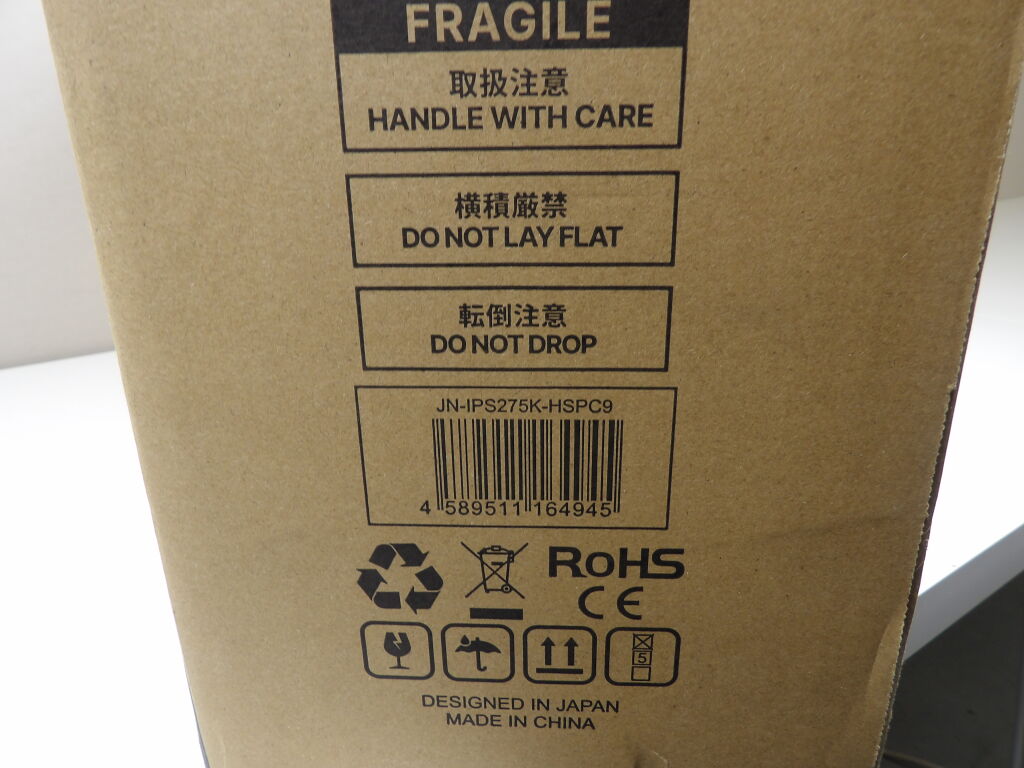 FRAGILE
取扱注意
HANDLE WITH CARE
横積厳禁
DO NOT LAY FLAT
転倒注意
DO NOT DROP
JN-IPS275K-HSPC9
4 589511 164945
RoHS
CE
5
DESIGNED IN JAPAN
MADE IN CHINA